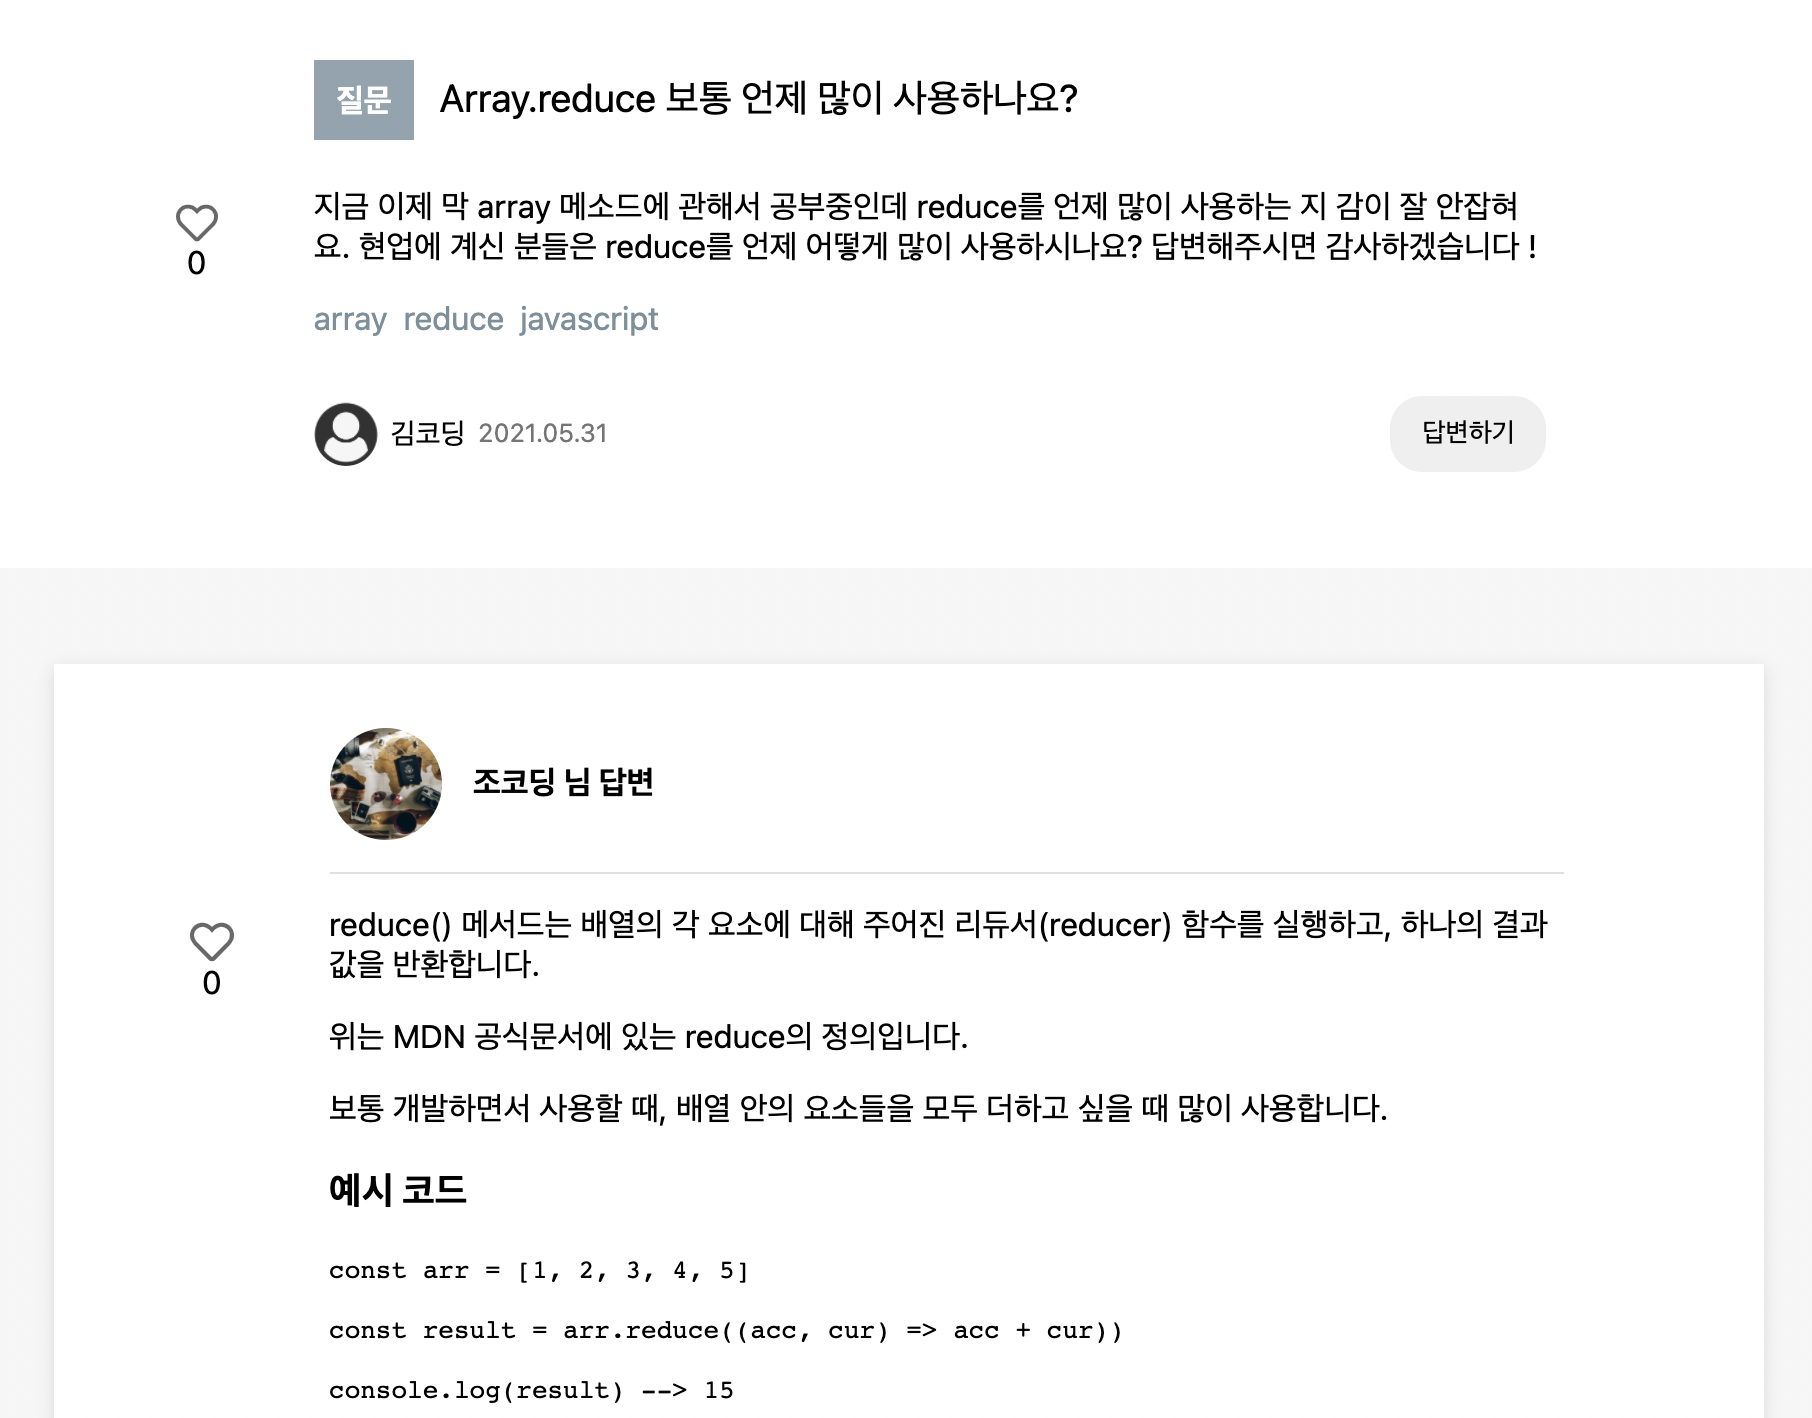 질문
Array.reduce 보통 언제 많이 사용하나요?
지금 이제 막 array 메소드에 관해서 공부중인데 reduce를 언제 많이 사용하는 지 감이 잘 안잡혀
요. 현업에 계신 분들은 reduce를 언제 어떻게 많이 사용하시나요? 답변해주시면 감사하겠습니다 !
0
array reduce javascript
김코딩 2021.05.31
답변하기
조코딩 님 답변
reduce() 메서드는 배열의 각 요소에 대해 주어진 리듀서(reducer) 함수를 실행하고, 하나의 결과
값을 반환합니다.
0
위는 MDN 공식문서에 있는 reduce의 정의입니다.
보통 개발하면서 사용할 때, 배열 안의 요소들을 모두 더하고 싶을 때 많이 사용합니다.
예시 코드
const arr = [1, 2, 3, 4, 5]
const result = arr.reduce((acc, cur) => acc + cur))
console.log(result) --> 15